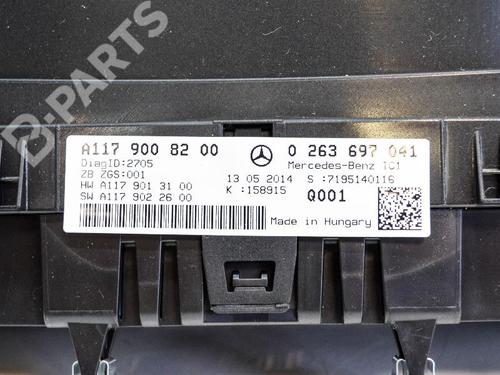 B-PARTS
A117 900 82 00 0 263 697 041
DiagID:2705 Mercedes-Benz IC1
ZB ZGS:001 13 05 2014 S :7195140116
HW A117 901 31 00 K :158915 Q001
SW A117 902 26 00
Made in Hungary